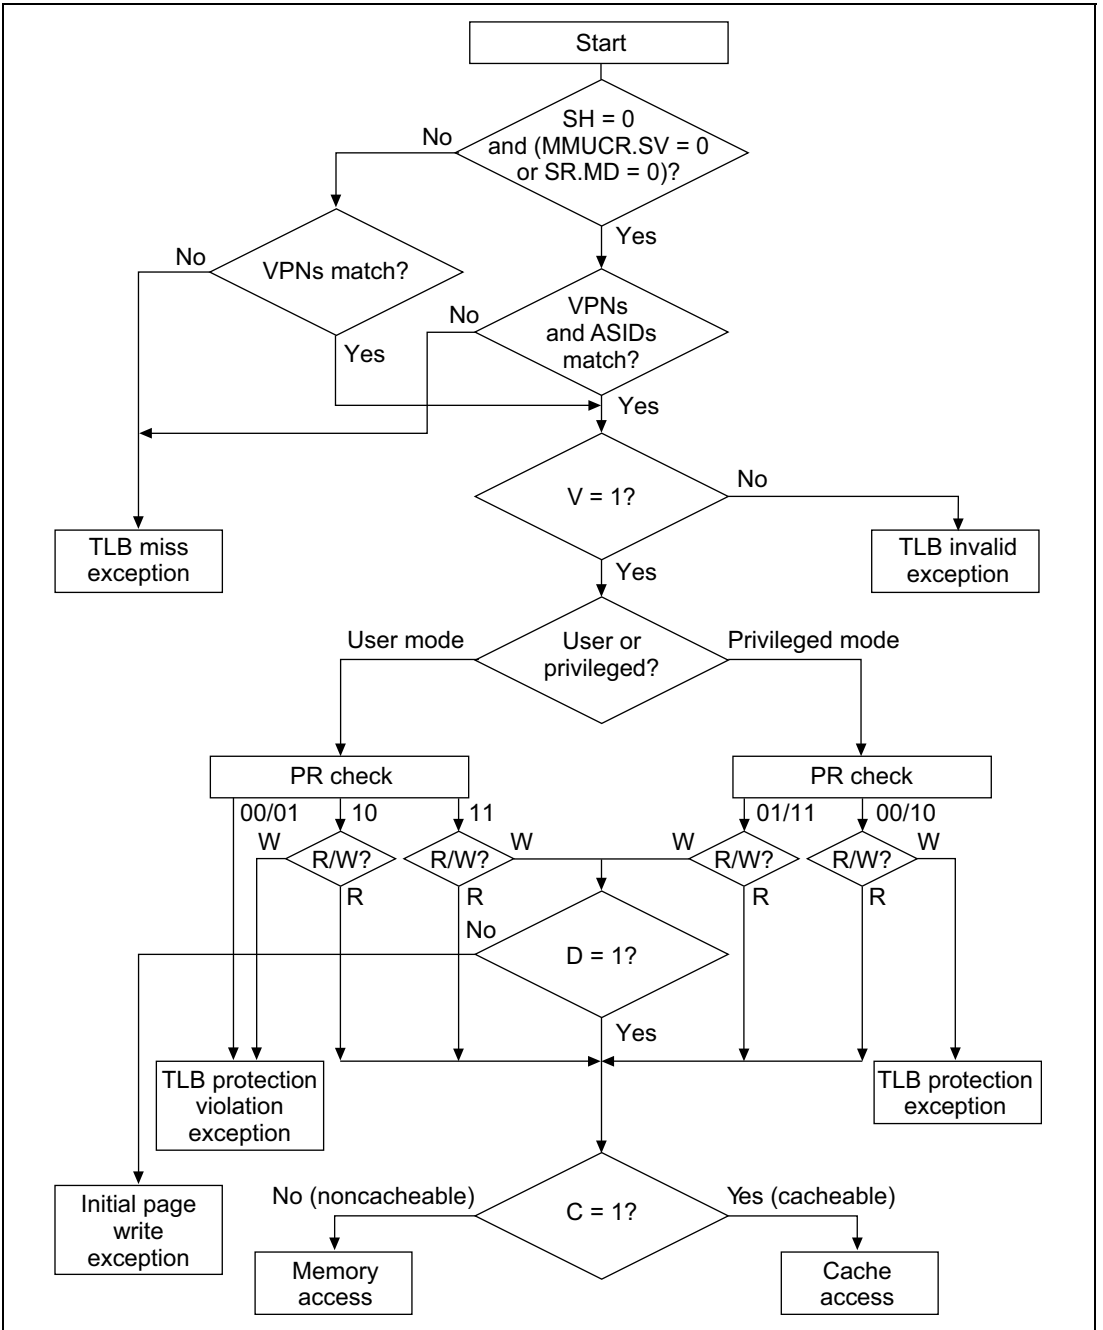 Start
SH = 0
and (MMUCR.SV = 0
or SR.MD = 0)?
No
Yes
VPNs match?
No
Yes
VPNs
and ASIDs
match?
No
Yes
V = 1?
No
Yes
TLB miss
exception
TLB invalid
exception
User or
privileged?
User mode
Privileged mode
PR check
PR check
00/01
10
11
01/11
00/10
W
R/W?
R/W?
W
W
R/W?
R/W?
W
R
R
R
R
No
D = 1?
Yes
TLB protection
violation
exception
TLB protection
exception
Initial page
write
exception
No (noncacheable)
C = 1?
Yes (cacheable)
Memory
access
Cache
access